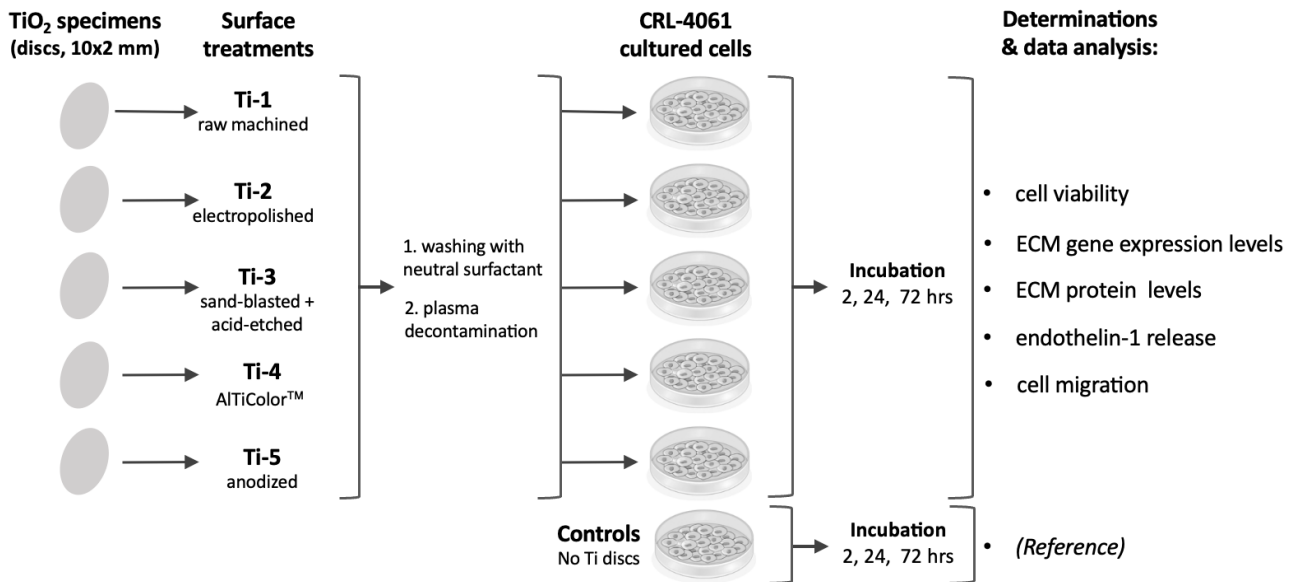 TiO2 specimens
(discs, 10x2 mm)
Surface
treatments
CRL-4061
cultured cells
Determinations
& data analysis:
Ti-1
raw machined
Ti-2
electropolished
Ti-3
sand-blasted +
acid-etched
Ti-4
AlTiColor™
Ti-5
anodized
1. washing with
neutral surfactant
2. plasma
decontamination
Incubation
2, 24, 72 hrs
• cell viability
• ECM gene expression levels
• ECM protein levels
• endothelin-1 release
• cell migration
Controls
No Ti discs
Incubation
2, 24, 72 hrs
• (Reference)